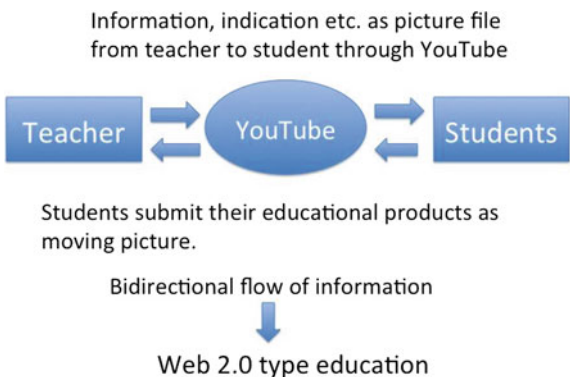 Information, indication etc. as picture file
from teacher to student through YouTube
Teacher
YouTube
Students
Students submit their educational products as
moving picture.
Bidirectional flow of information
Web 2.0 type education